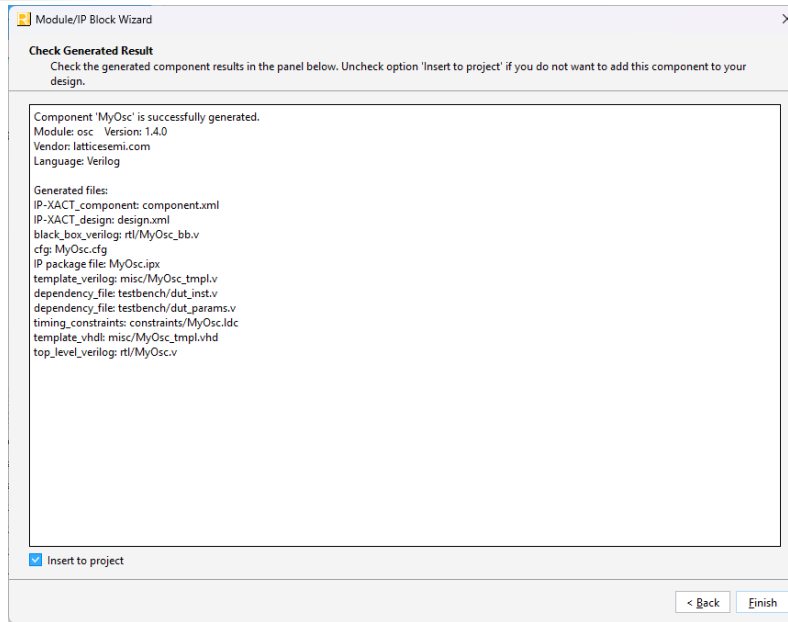 Module/IP Block Wizard
Check Generated Result
Check the generated component results in the panel below. Uncheck option 'Insert to project' if you do not want to add this component to your
design.
Component 'MyOsc' is successfully generated.
Module: osc Version: 1.4.0
Vendor: latticesemi.com
Language: Verilog
Generated files:
IP-XACT_component: component.xml
IP-XACT_design: design.xml
black_box_verilog: rtl/MyOsc_bb.v
cfg: MyOsc.cfg
IP package file: MyOsc.ipx
template_verilog: misc/MyOsc_tmpl.v
dependency_file: testbench/dut_inst.v
dependency_file: testbench/dut_params.v
timing_constraints: constraints/MyOsc.ldc
template_vhdl: misc/MyOsc_tmpl.vhd
top_level_verilog: rtl/MyOsc.v
Insert to project
< Back Finish